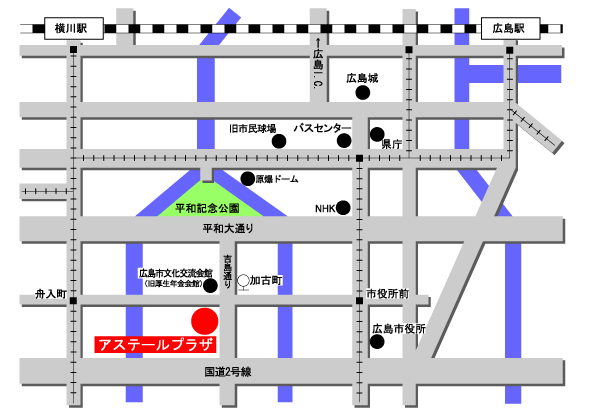 横川駅
広島駅
←広島I.C.
広島城
旧市民球場
バスセンター
県庁
原爆ドーム
平和記念公園
NHK
平和大通り
吉島通り
広島市文化交流会館
（旧厚生年金会館）
加古町
舟入町
市役所前
広島市役所
アステールプラザ
国道2号線